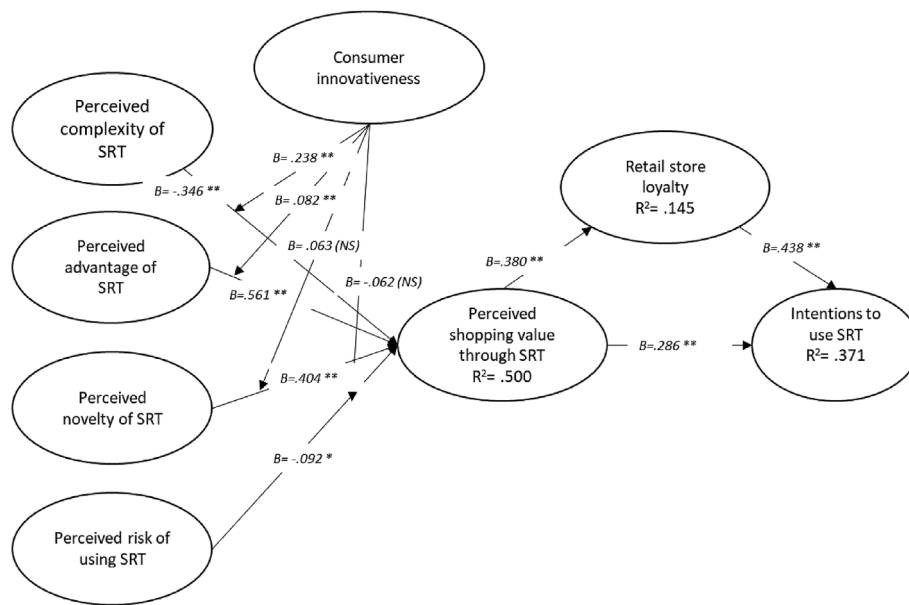 Consumer
innovativeness
Perceived
complexity of
SRT
B= .238 **
B= -.346 **
B= .082 **
Retail store
loyalty
R²= .145
Perceived
advantage of
SRT
B= .063 (NS)
B= -.062 (NS)
B=.561 **
B=.380 **
B=.438 **
Perceived
shopping value
through SRT
R²= .500
B=.286 **
Intentions to
use SRT
R²= .371
Perceived
novelty of SRT
B=.404 **
B= -.092 *
Perceived risk of
using SRT